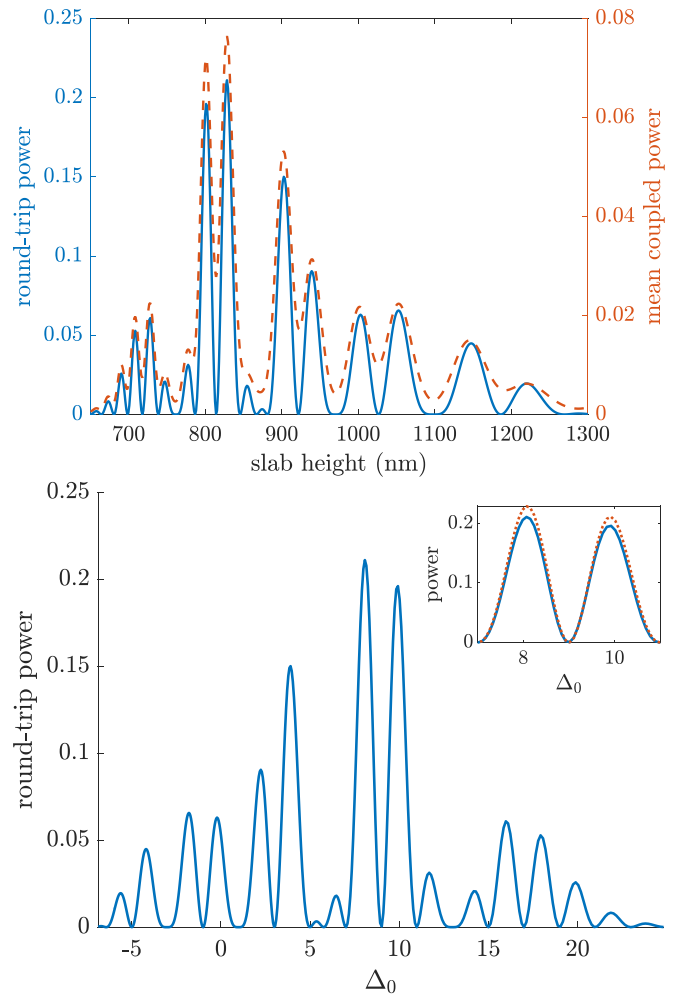 0.25
0.2
0.15
0.1
0.05
0
round-trip power
0.08
0.06
0.04
0.02
0
mean coupled power
700 800 900 1000 1100 1200 1300
slab height (nm)
0.25
0.2
0.15
0.1
0.05
0
round-trip power
-5 0 5 10 15 20
Δ₀
0.2
0.1
0
power
8 10
Δ₀